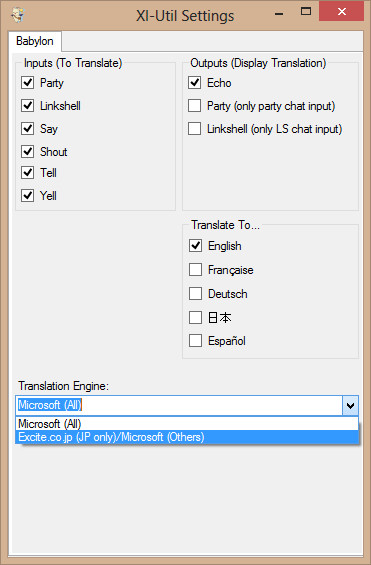 XI-Util Settings
Babylon
Inputs (To Translate)
Party
Linkshell
Say
Shout
Tell
Yell
Outputs (Display Translation)
Echo
Party (only party chat input)
Linkshell (only LS chat input)
Translate To...
English
Française
Deutsch
日本
Español
Translation Engine:
Microsoft (All)
Microsoft (All)
Excite.co.jp (JP only)/Microsoft (Others)